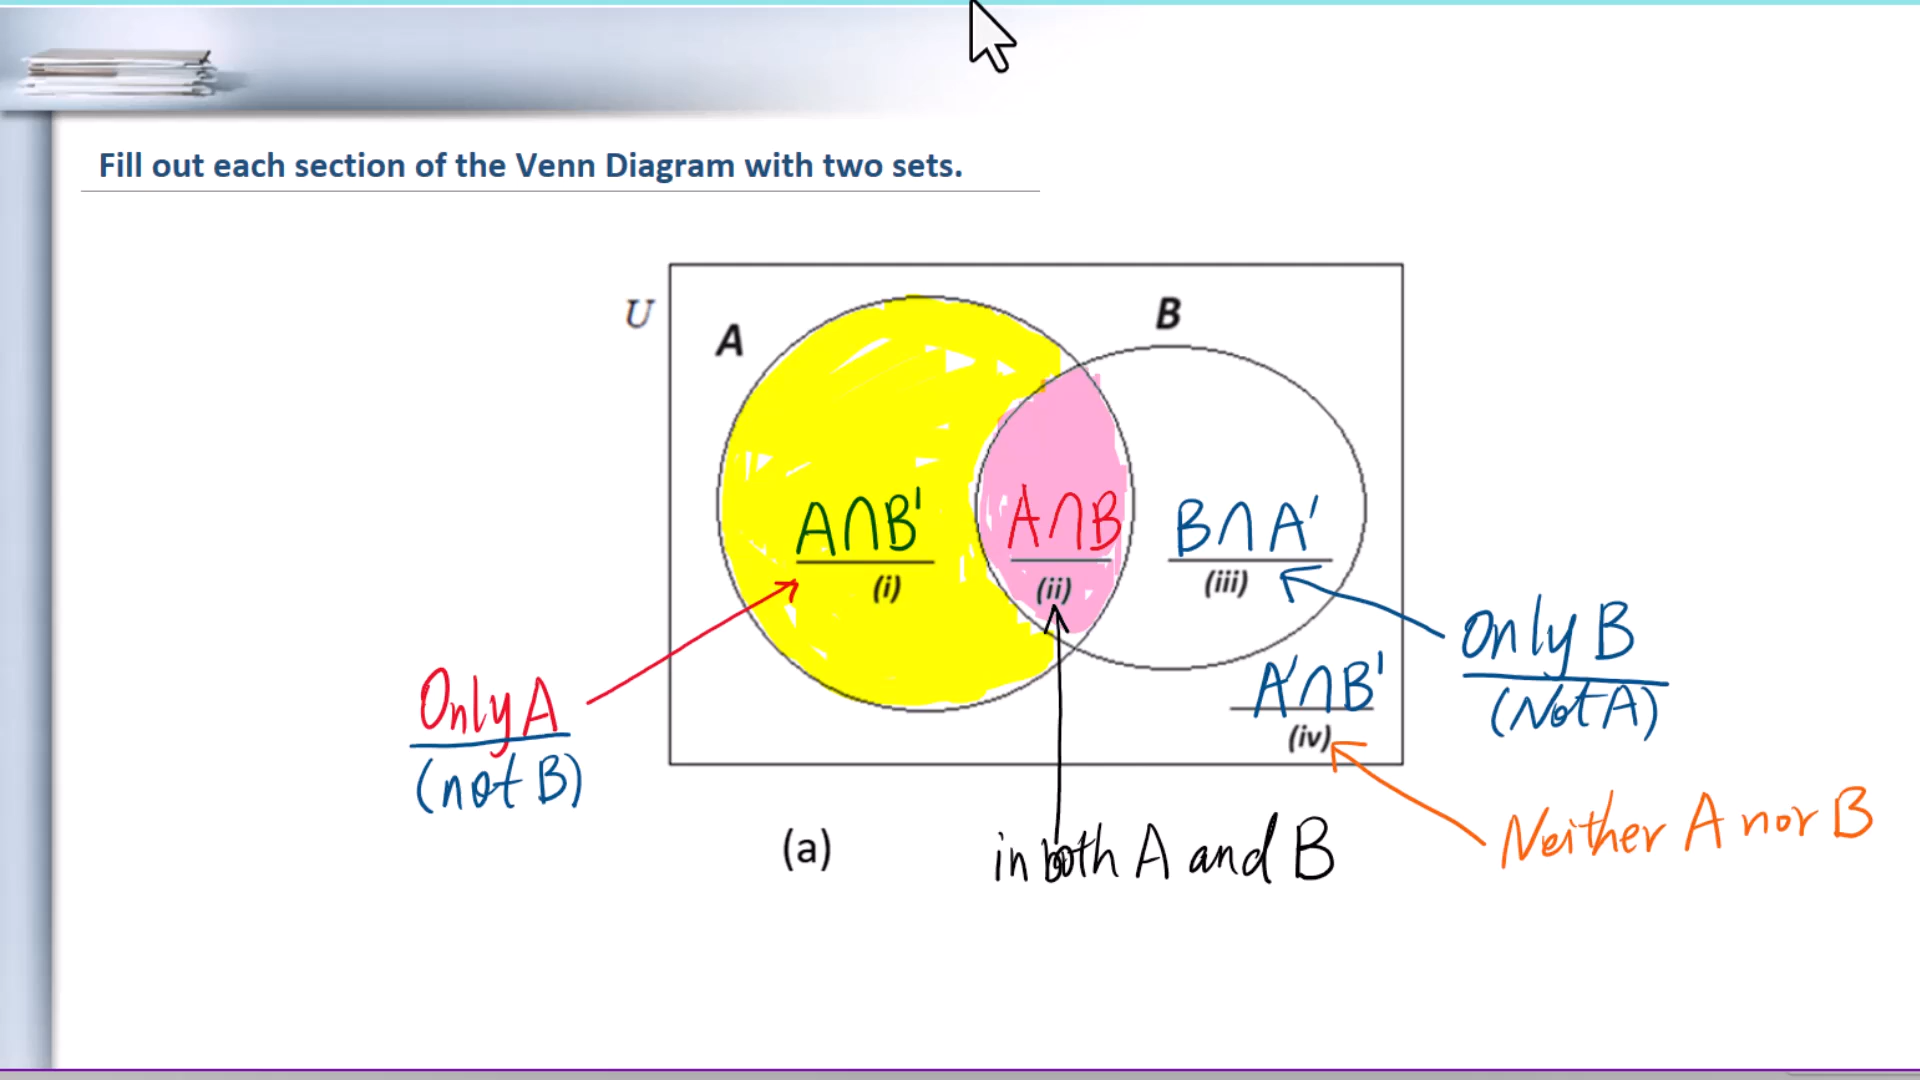 Fill out each section of the Venn Diagram with two sets.
U
A
B
A∩B'
(i)
A∩B
(ii)
B∩A'
(iii)
A'∩B'
(iv)
Only A
(not B)
Only B
(Not A)
(a)
in both A and B
Neither A nor B